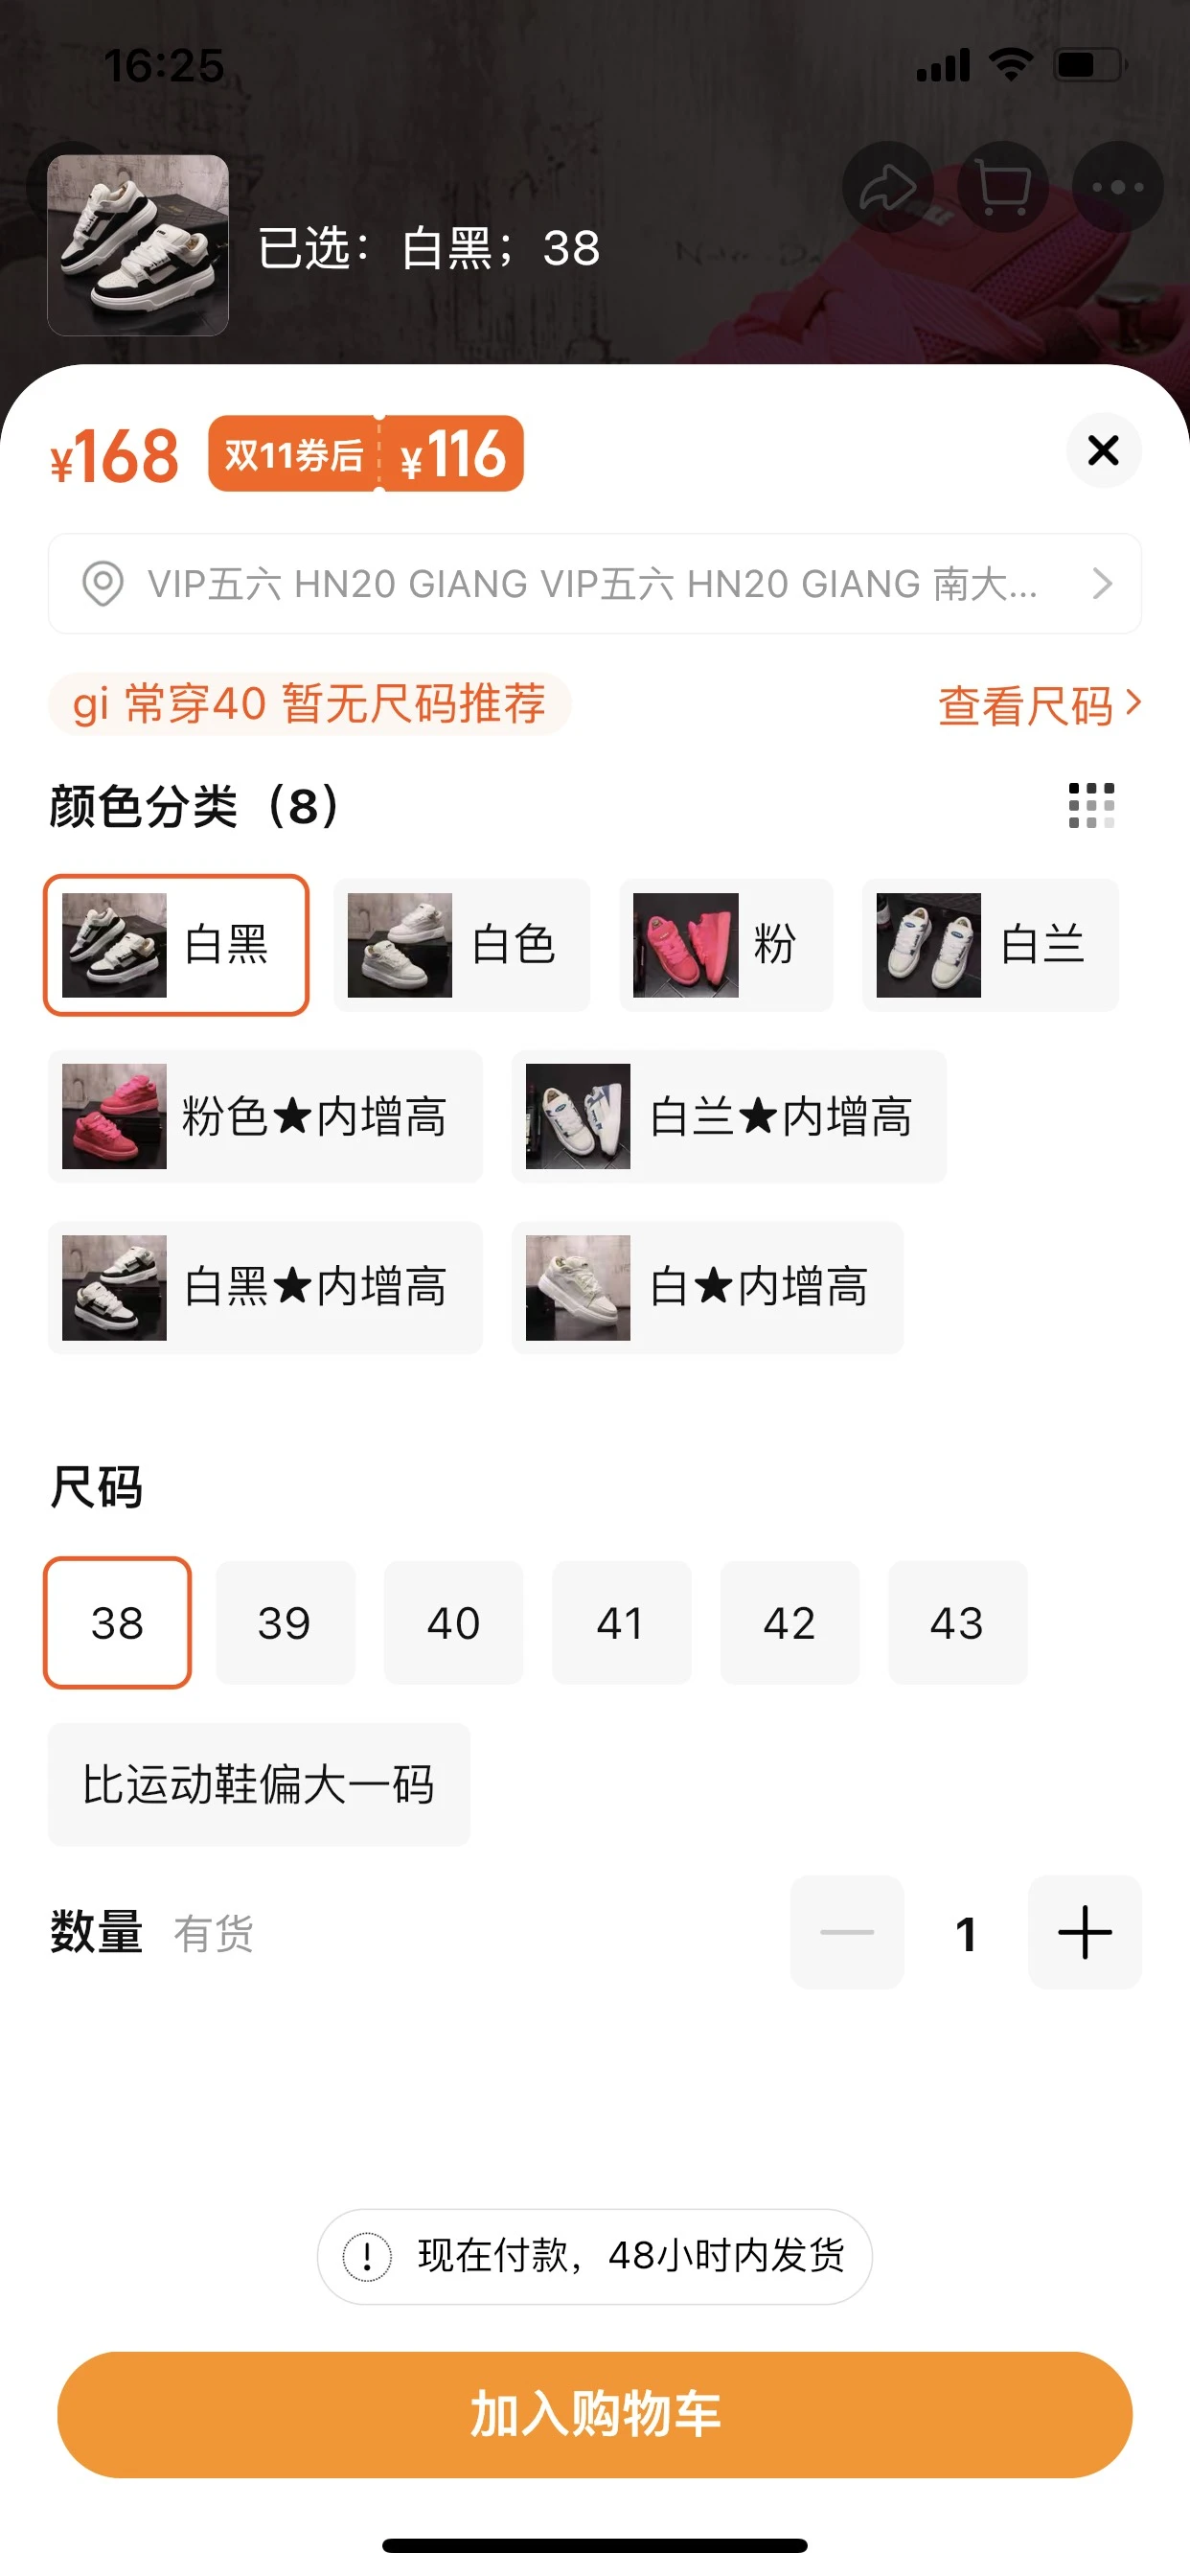 16:25
已选：白黑；38
¥168 双11券后 ¥116
VIP五六 HN20 GIANG VIP五六 HN20 GIANG 南大...
gi 常穿40 暂无尺码推荐 查看尺码
颜色分类（8）
白黑 白色 粉 白兰
粉色★内增高 白兰★内增高
白黑★内增高 白★内增高
尺码
38 39 40 41 42 43
比运动鞋偏大一码
数量 有货 1
现在付款，48小时内发货
加入购物车